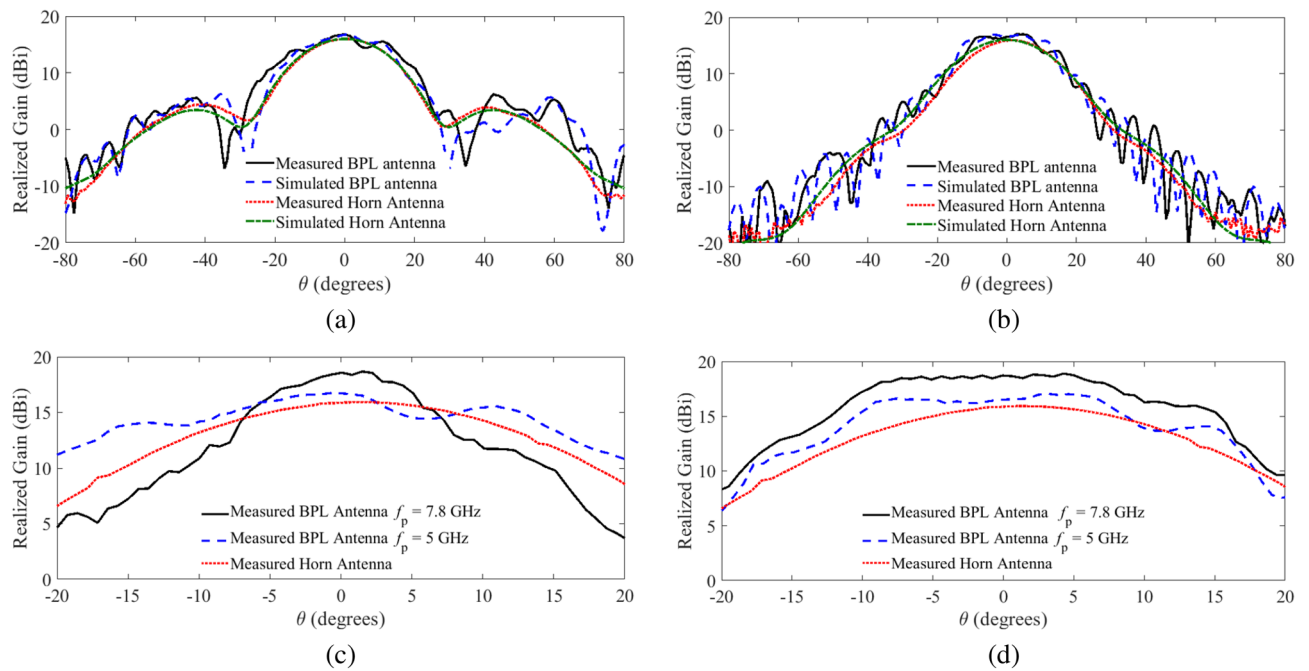 20
10
0
-10
-20
Realized Gain (dBi)
Measured BPL antenna
Simulated BPL antenna
Measured Horn Antenna
Simulated Horn Antenna
-80 -60 -40 -20 0 20 40 60 80
θ (degrees)
(a)
20
10
0
-10
-20
Realized Gain (dBi)
Measured BPL antenna
Simulated BPL antenna
Measured Horn Antenna
Simulated Horn Antenna
-80 -60 -40 -20 0 20 40 60 80
θ (degrees)
(b)
20
15
10
5
0
Realized Gain (dBi)
Measured BPL Antenna fp = 7.8 GHz
Measured BPL Antenna fp = 5 GHz
Measured Horn Antenna
-20 -15 -10 -5 0 5 10 15 20
θ (degrees)
(c)
20
15
10
5
0
Realized Gain (dBi)
Measured BPL Antenna fp = 7.8 GHz
Measured BPL Antenna fp = 5 GHz
Measured Horn Antenna
-20 -15 -10 -5 0 5 10 15 20
θ (degrees)
(d)